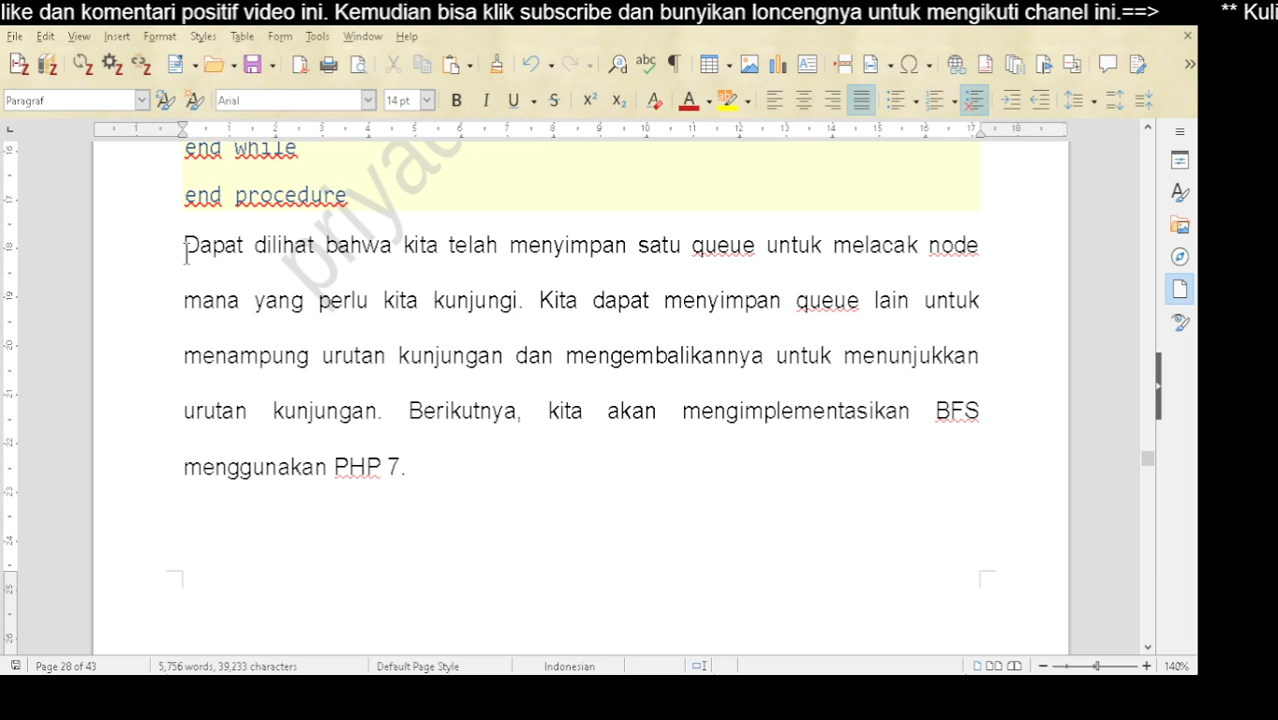 like dan komentari positif video ini. Kemudian bisa klik subscribe dan bunyikan loncengnya untuk mengikuti chanel ini.==> ** Kuli
File Edit View Insert Format Styles Table Form Tools Window Help
Paragraf Arial 14 pt
end while
end procedure
Dapat dilihat bahwa kita telah menyimpan satu queue untuk melacak node
mana yang perlu kita kunjungi. Kita dapat menyimpan queue lain untuk
menampung urutan kunjungan dan mengembalikannya untuk menunjukkan
urutan kunjungan. Berikutnya, kita akan mengimplementasikan BFS
menggunakan PHP 7.
Page 28 of 43 5,756 words, 39,233 characters Default Page Style Indonesian 140%